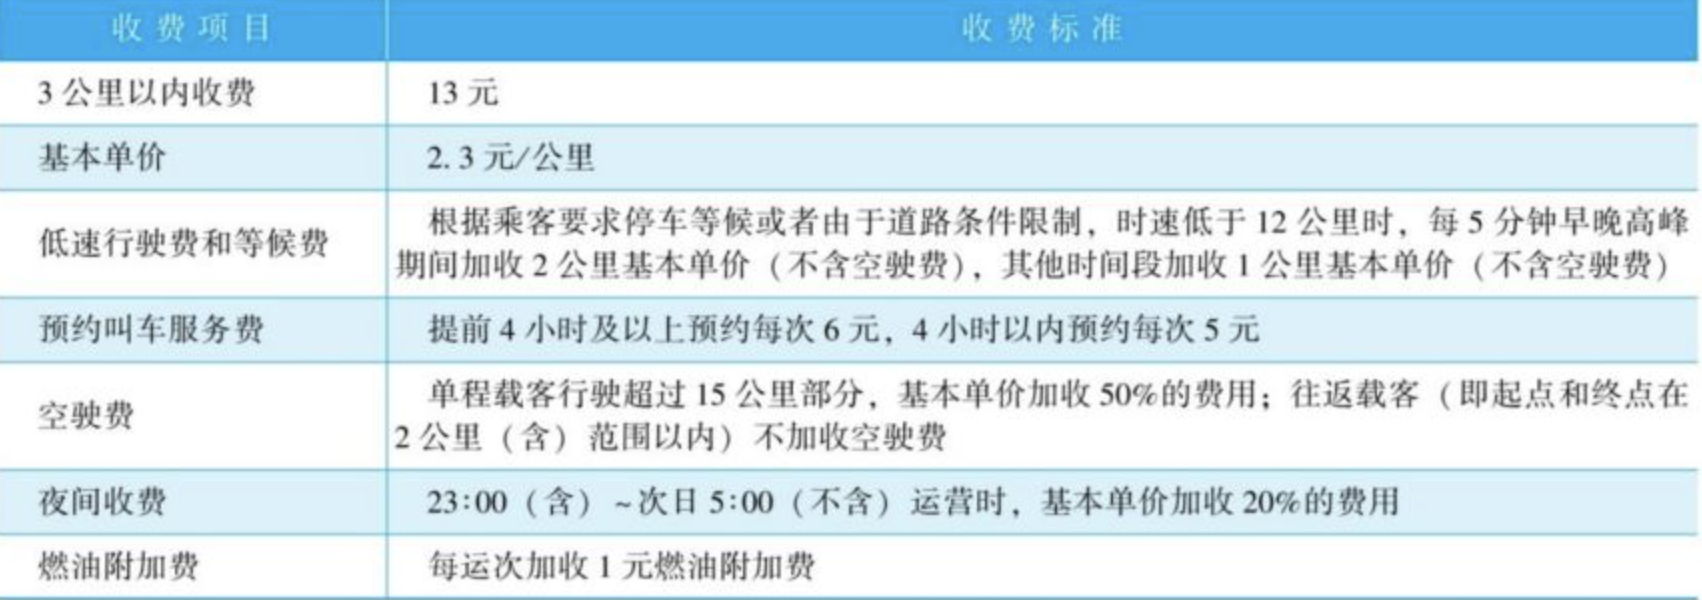 收费项目
收费标准
3公里以内收费
13元
基本单价
2.3元/公里
低速行驶费和等候费
根据乘客要求停车等候或者由于道路条件限制，时速低于12公里时，每5分钟早晚高峰
期间加收2公里基本单价（不含空驶费），其他时间段加收1公里基本单价（不含空驶费）
预约叫车服务费
提前4小时及以上预约每次6元，4小时以内预约每次5元
空驶费
单程载客行驶超过15公里部分，基本单价加收50%的费用；往返载客（即起点和终点在
2公里（含）范围以内）不加收空驶费
夜间收费
23:00（含）~次日5:00（不含）运营时，基本单价加收20%的费用
燃油附加费
每运次加收1元燃油附加费